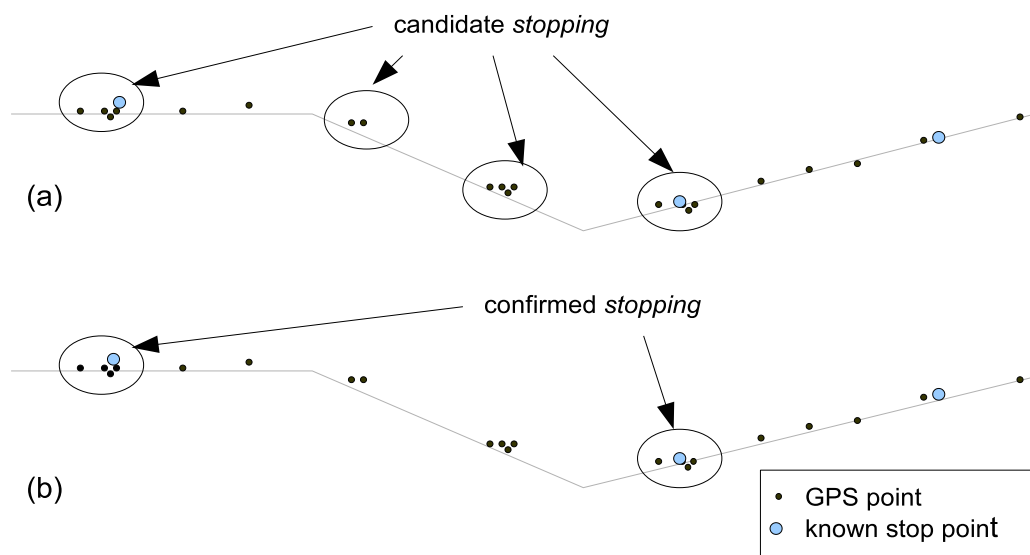 candidate stopping
(a)
confirmed stopping
(b)
GPS point
known stop point